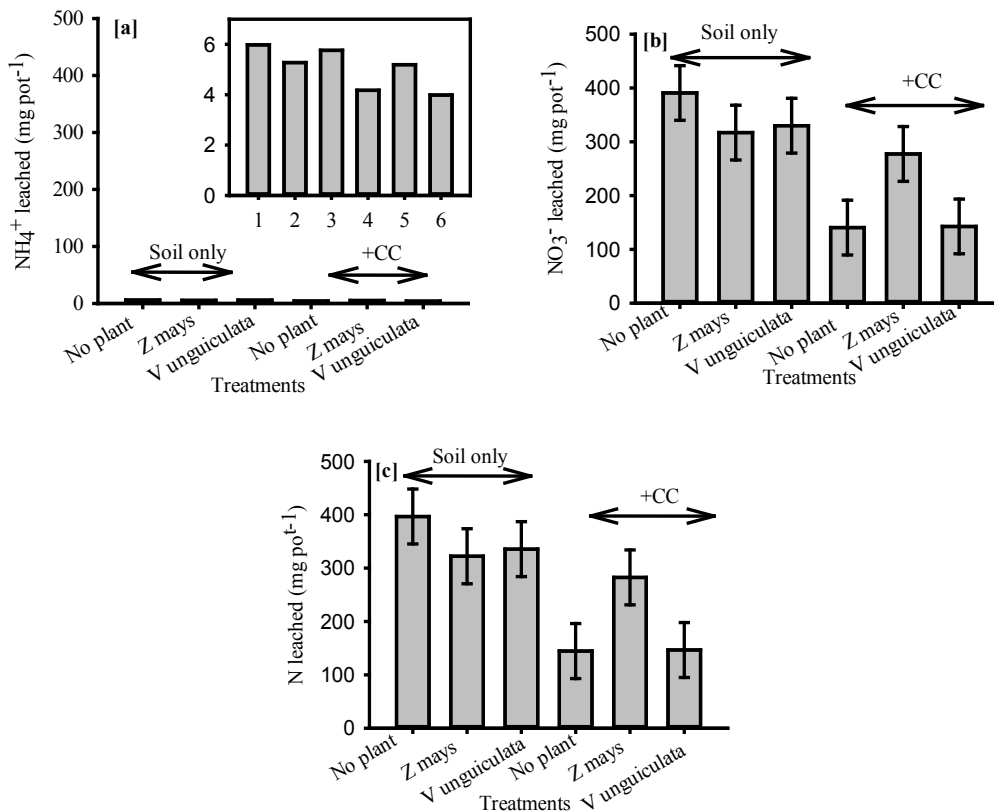 [a]
NH4+ leached (mg pot-1)
500
400
300
200
100
0
6
4
2
0
1 2 3 4 5 6
Soil only
+CC
No plant
Z mays
V unguiculata
No plant
Z mays
V unguiculata
Treatments
[b]
NO3- leached (mg pot-1)
500
400
300
200
100
0
Soil only
+CC
No plant
Z mays
V unguiculata
No plant
Z mays
V unguiculata
Treatments
[c]
N leached (mg pot-1)
500
400
300
200
100
0
Soil only
+CC
No plant
Z mays
V unguiculata
No plant
Z mays
V unguiculata
Treatments